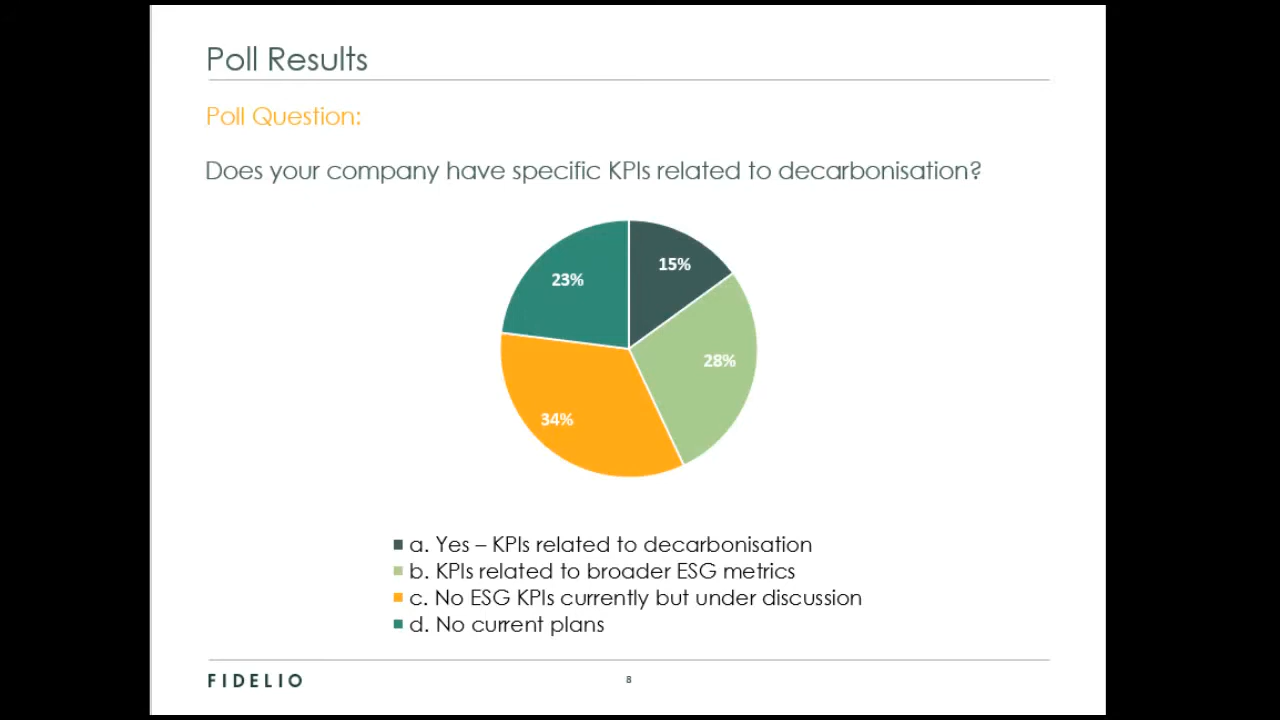 Poll Results
Poll Question:
Does your company have specific KPIs related to decarbonisation?
15%
23%
28%
34%
a. Yes – KPIs related to decarbonisation
b. KPIs related to broader ESG metrics
c. No ESG KPIs currently but under discussion
d. No current plans
FIDELIO
8